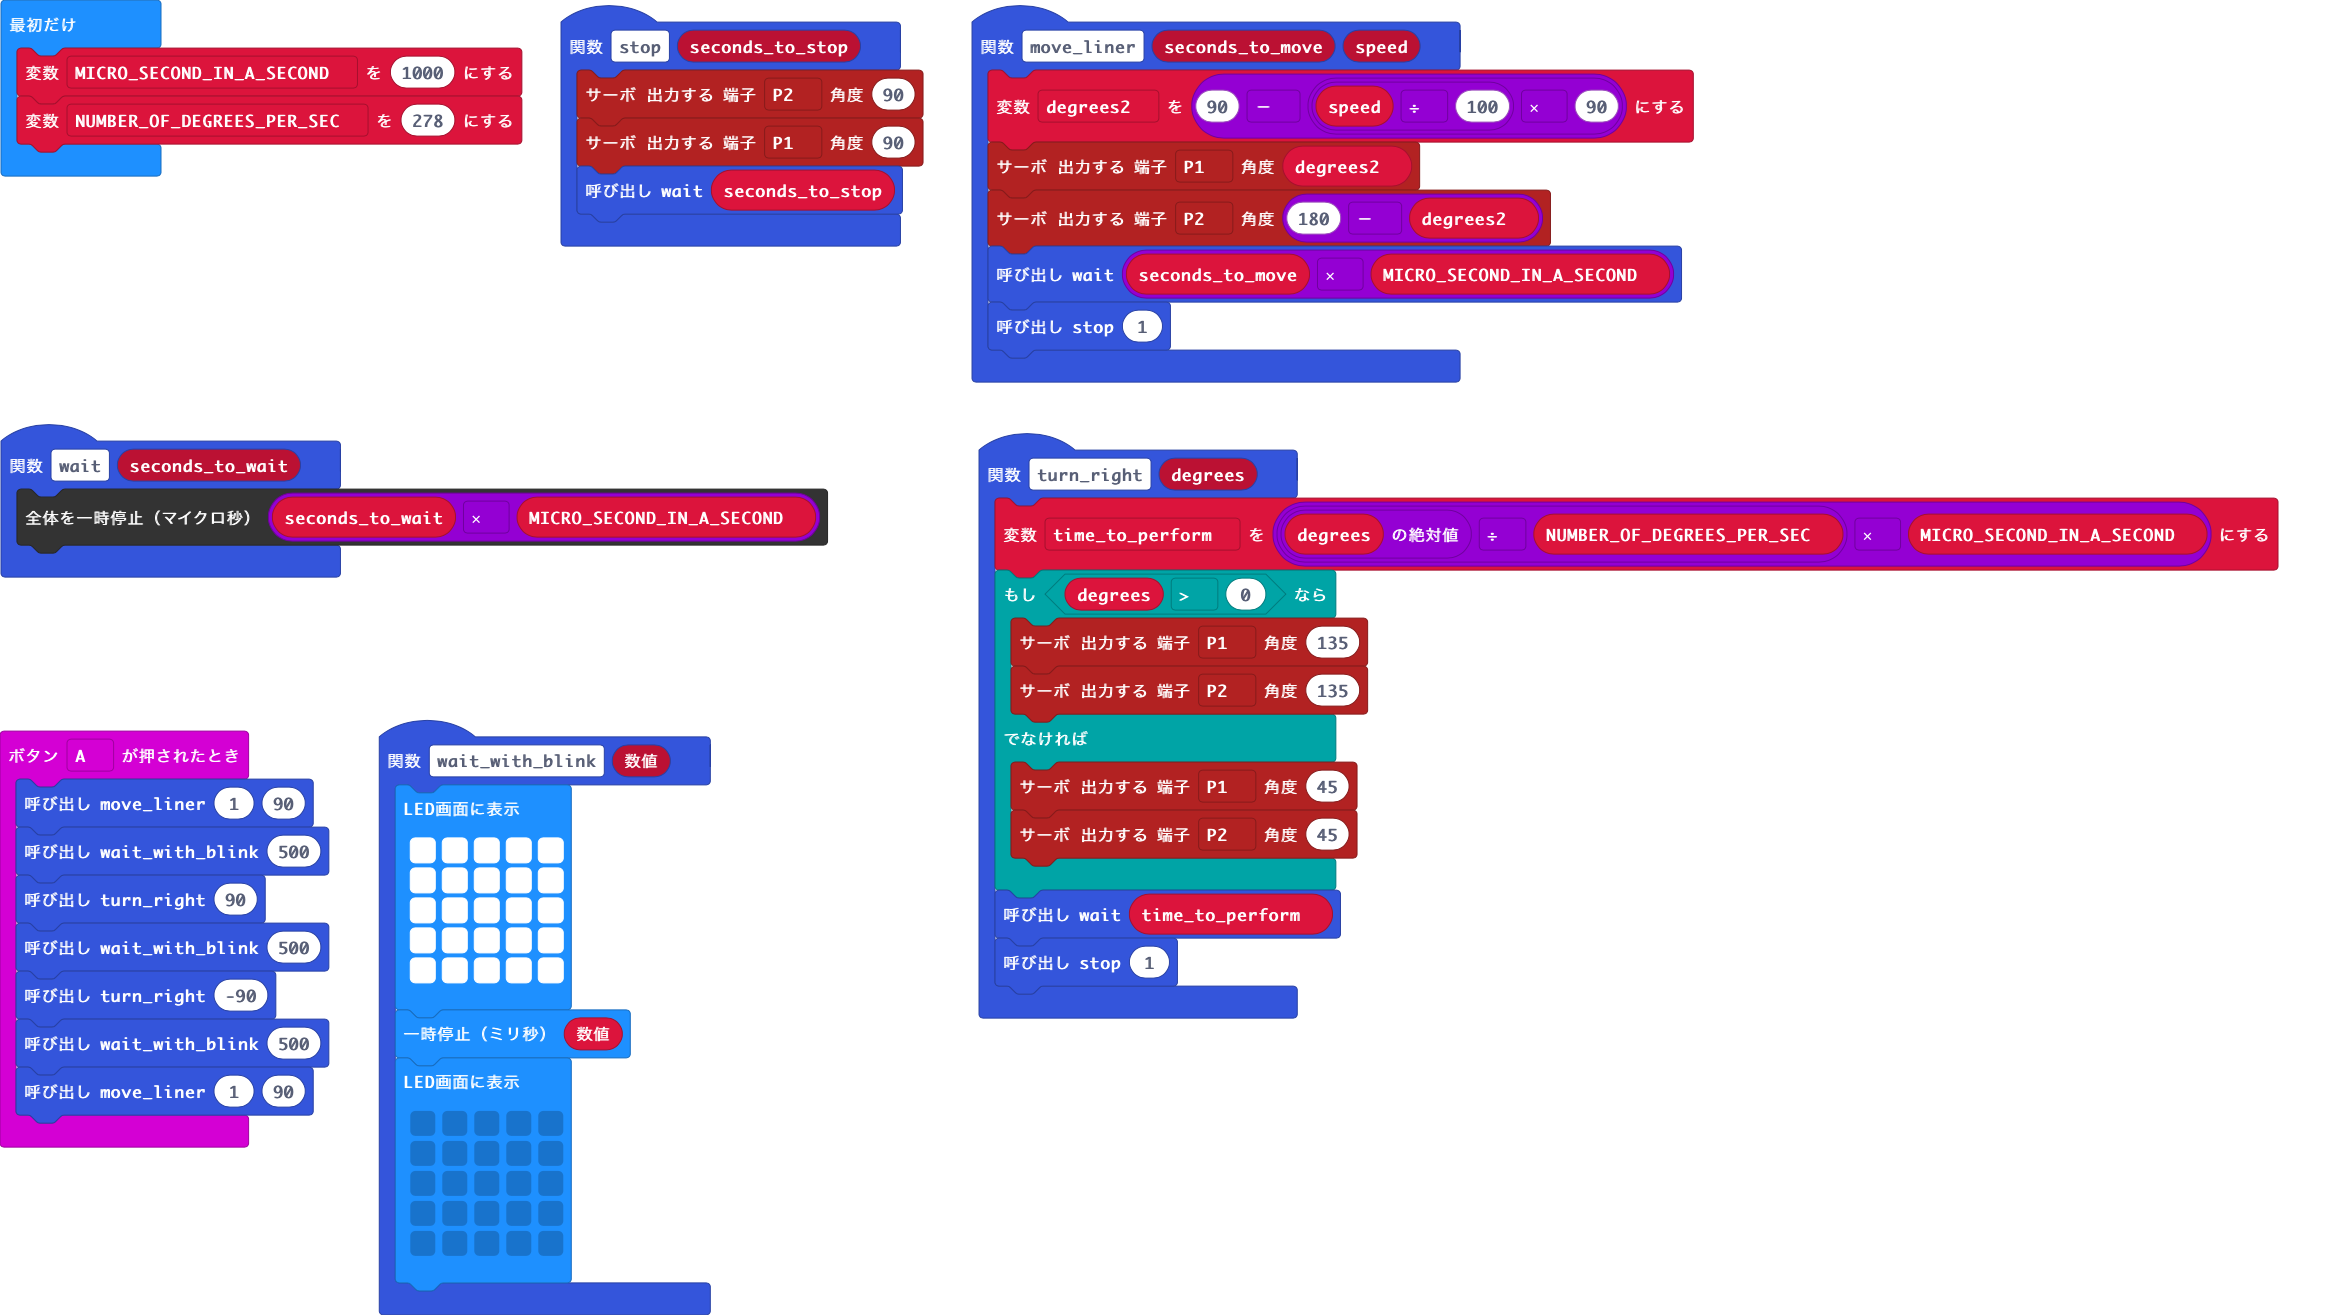 最初だけ
変数 MICRO_SECOND_IN_A_SECOND を 1000 にする
変数 NUMBER_OF_DEGREES_PER_SEC を 278 にする
関数 stop seconds_to_stop
サーボ 出力する 端子 P2 角度 90
サーボ 出力する 端子 P1 角度 90
呼び出し wait seconds_to_stop
関数 move_liner seconds_to_move speed
変数 degrees2 を 90 － speed ÷ 100 × 90 にする
サーボ 出力する 端子 P1 角度 degrees2
サーボ 出力する 端子 P2 角度 180 － degrees2
呼び出し wait seconds_to_move × MICRO_SECOND_IN_A_SECOND
呼び出し stop 1
関数 wait seconds_to_wait
全体を一時停止（マイクロ秒） seconds_to_wait × MICRO_SECOND_IN_A_SECOND
関数 turn_right degrees
変数 time_to_perform を degrees の絶対値 ÷ NUMBER_OF_DEGREES_PER_SEC × MICRO_SECOND_IN_A_SECOND にする
もし degrees > 0 なら
サーボ 出力する 端子 P1 角度 135
サーボ 出力する 端子 P2 角度 135
でなければ
サーボ 出力する 端子 P1 角度 45
サーボ 出力する 端子 P2 角度 45
呼び出し wait time_to_perform
呼び出し stop 1
ボタン A が押されたとき
呼び出し move_liner 1 90
呼び出し wait_with_blink 500
呼び出し turn_right 90
呼び出し wait_with_blink 500
呼び出し turn_right -90
呼び出し wait_with_blink 500
呼び出し move_liner 1 90
関数 wait_with_blink 数値
LED画面に表示
一時停止（ミリ秒） 数値
LED画面に表示